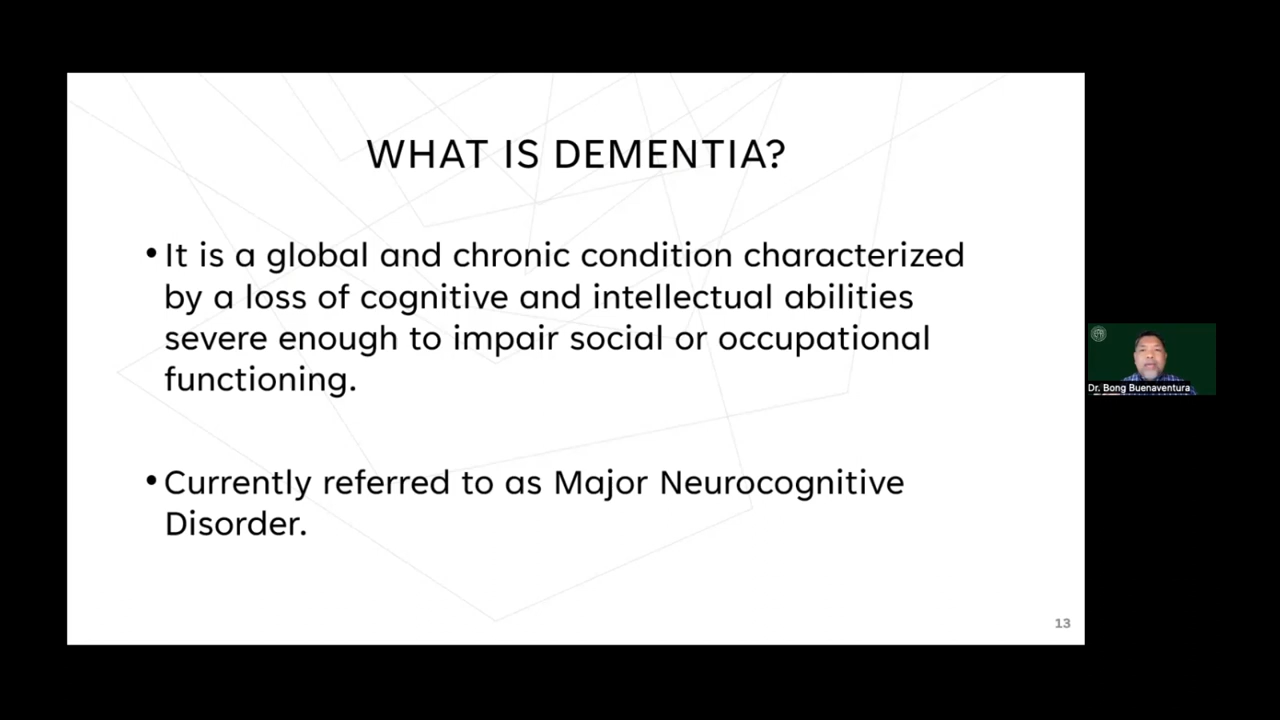 WHAT IS DEMENTIA?
• It is a global and chronic condition characterized
by a loss of cognitive and intellectual abilities
severe enough to impair social or occupational
functioning.
• Currently referred to as Major Neurocognitive
Disorder.
13
Dr. Bong Buenaventura